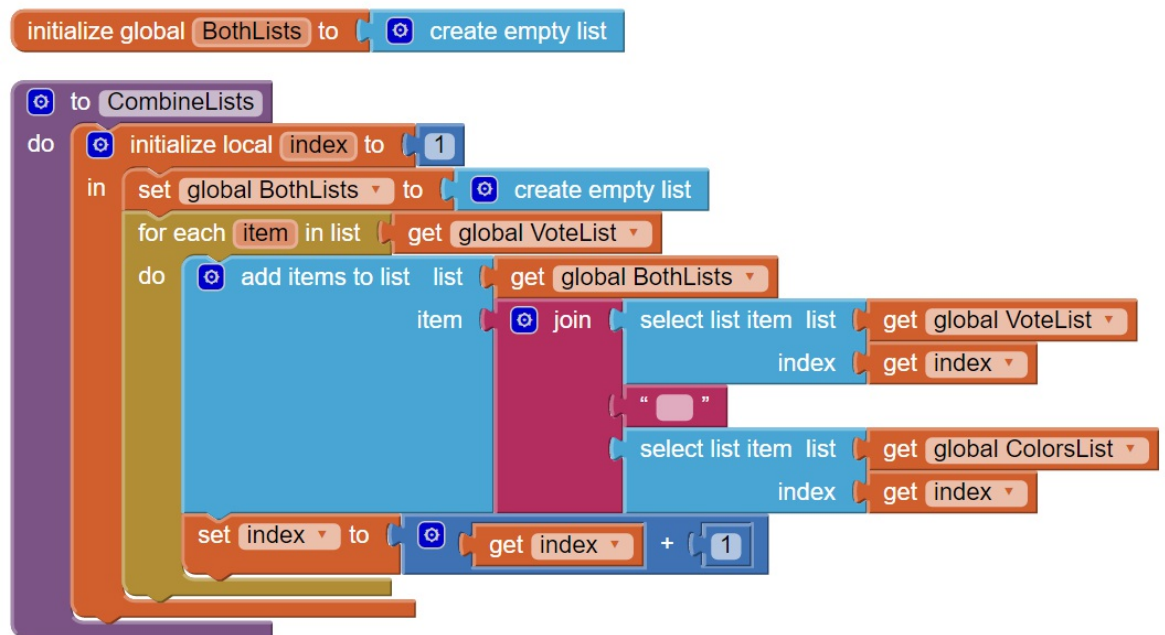 initialize global BothLists to create empty list
to CombineLists
do initialize local index to 1
in set global BothLists to create empty list
for each item in list get global VoteList
do add items to list list get global BothLists
item join select list item list get global VoteList
index get index
“ ”
select list item list get global ColorsList
index get index
set index to get index + 1